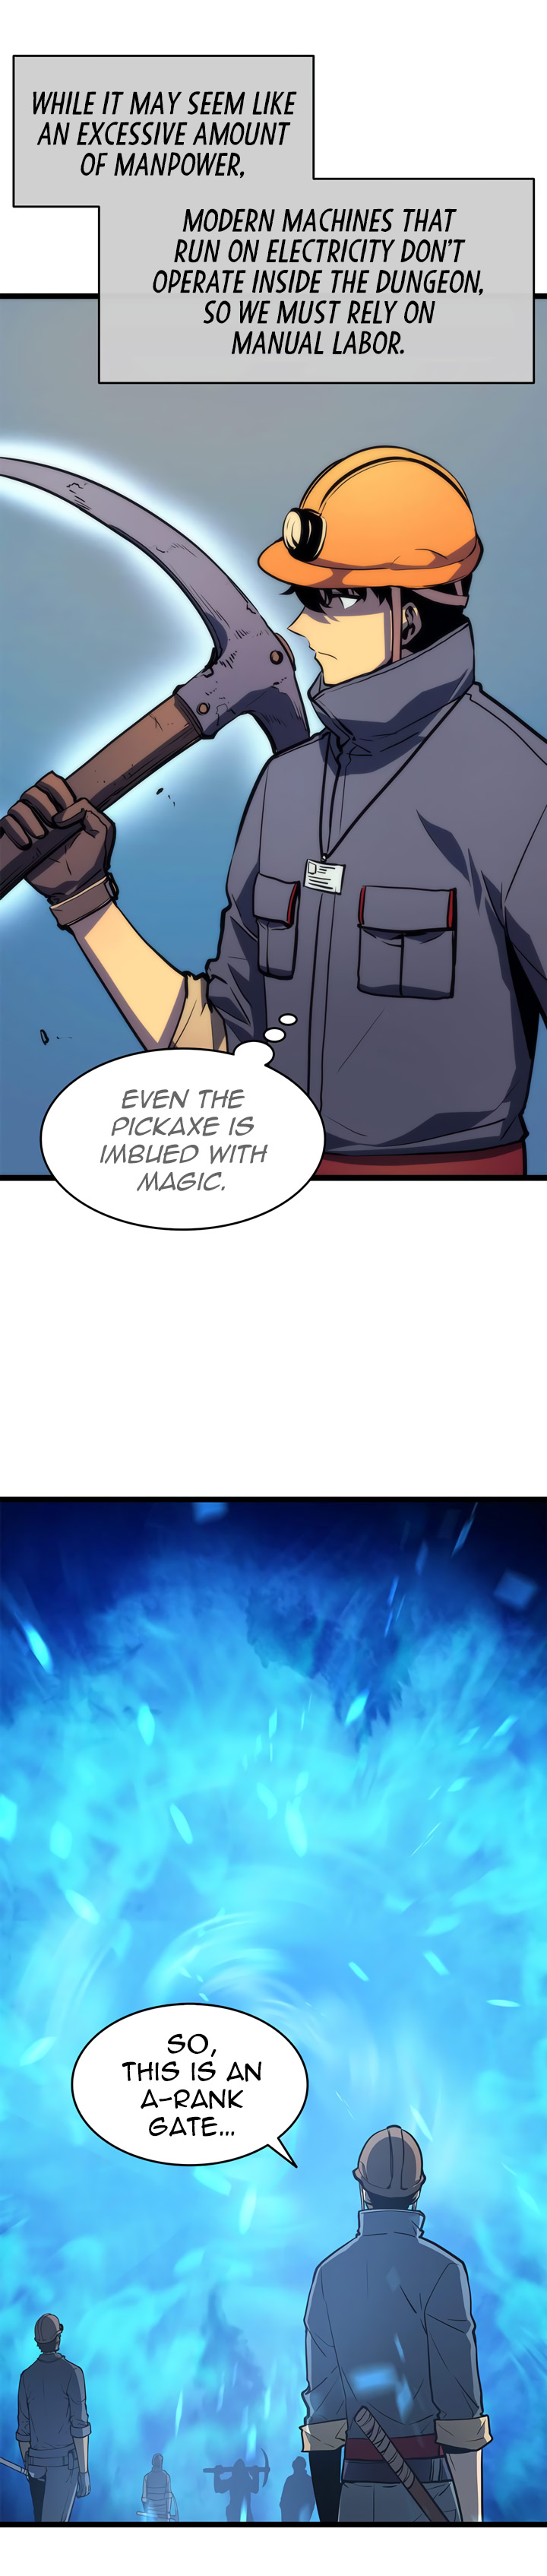 WHILE IT MAY SEEM LIKE
AN EXCESSIVE AMOUNT
OF MANPOWER,
MODERN MACHINES THAT
RUN ON ELECTRICITY DON'T
OPERATE INSIDE THE DUNGEON,
SO WE MUST RELY ON
MANUAL LABOR.
EVEN THE
PICKAXE IS
IMBUED WITH
MAGIC.
SO,
THIS IS AN
A-RANK
GATE...